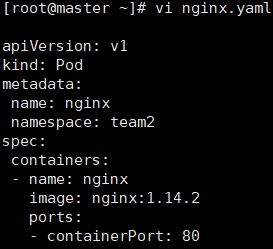 [root@master ~]# vi nginx.yaml
apiVersion: v1
kind: Pod
metadata:
 name: nginx
 namespace: team2
spec:
 containers:
 - name: nginx
   image: nginx:1.14.2
   ports:
   - containerPort: 80